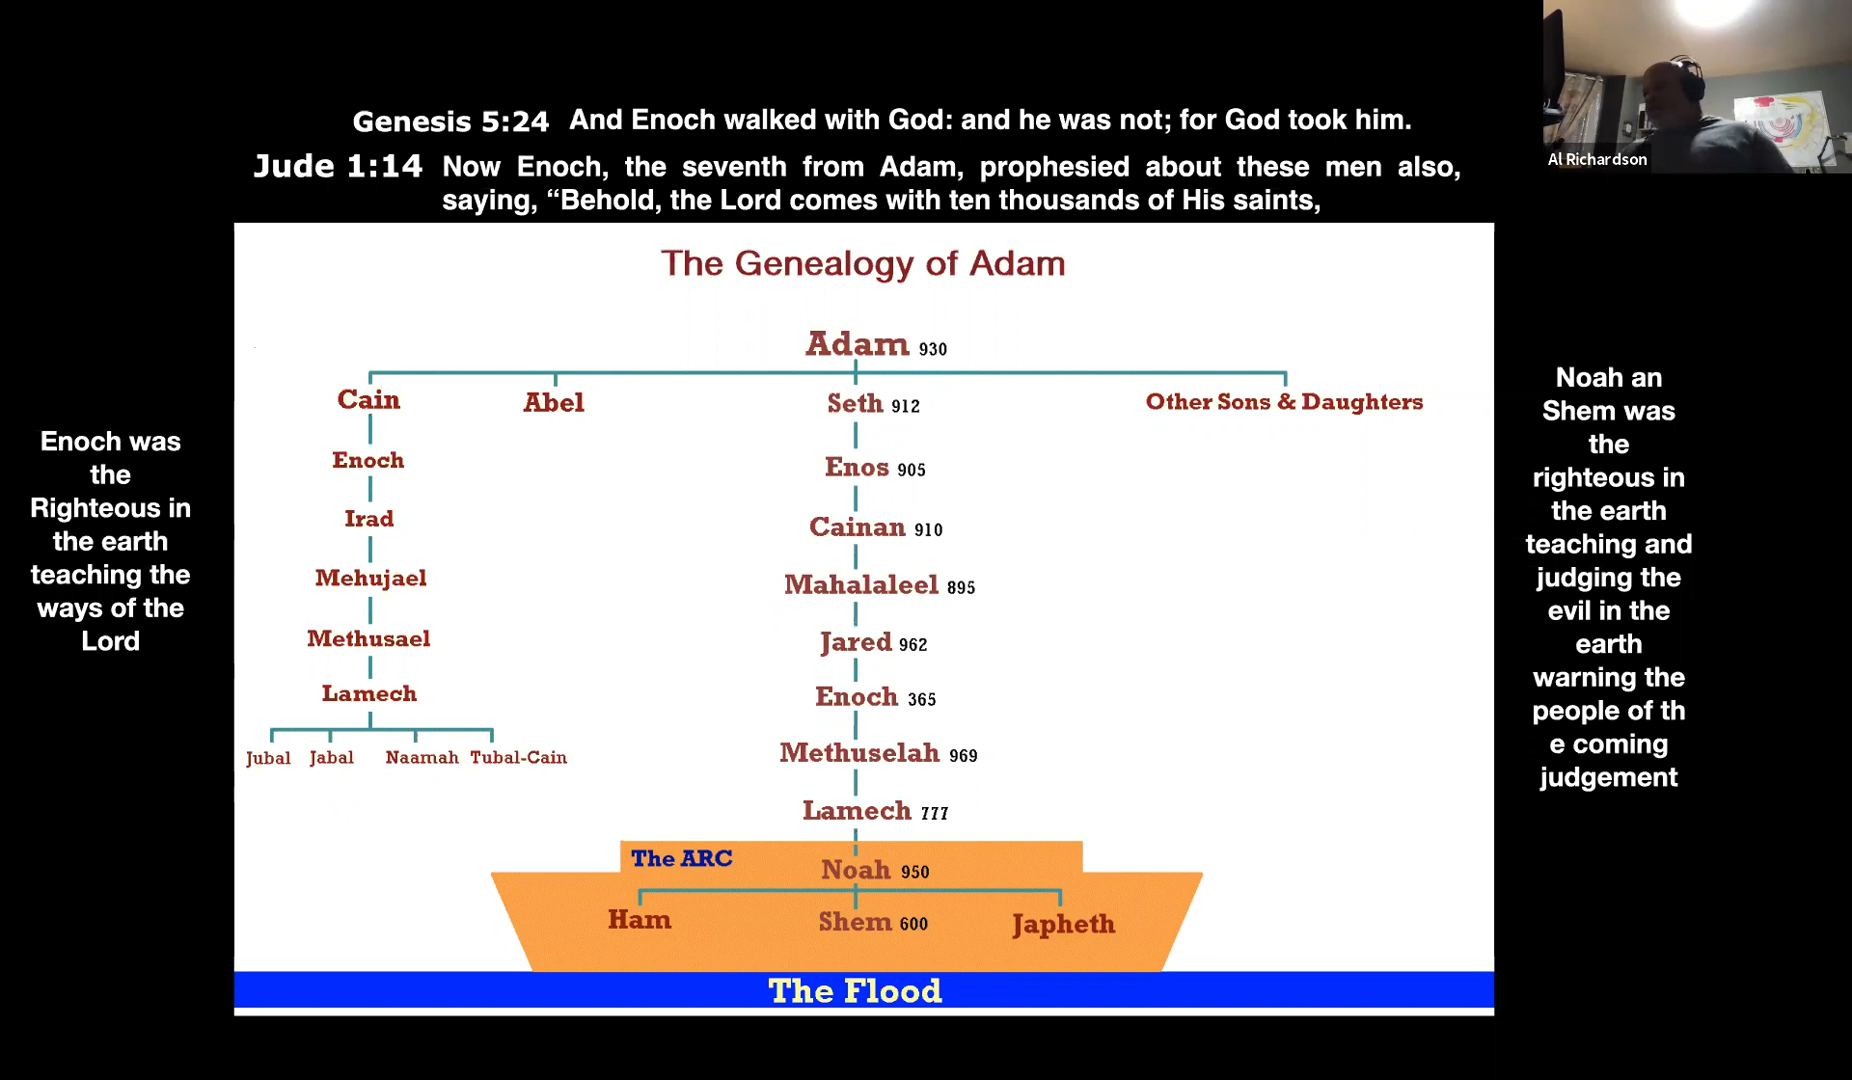 Genesis 5:24 And Enoch walked with God: and he was not; for God took him.
Jude 1:14 Now Enoch, the seventh from Adam, prophesied about these men also,
saying, “Behold, the Lord comes with ten thousands of His saints,
Al Richardson
The Genealogy of Adam
Adam 930
Cain Abel Seth 912 Other Sons & Daughters
Enoch Enos 905
Irad Cainan 910
Mehujael Mahalaleel 895
Methusael Jared 962
Lamech Enoch 365
Jubal Jabal Naamah Tubal-Cain Methuselah 969
Lamech 777
The ARC Noah 950
Ham Shem 600 Japheth
The Flood
Enoch was
the
Righteous in
the earth
teaching the
ways of the
Lord
Noah an
Shem was
the
righteous in
the earth
teaching and
judging the
evil in the
earth
warning the
people of th
e coming
judgement